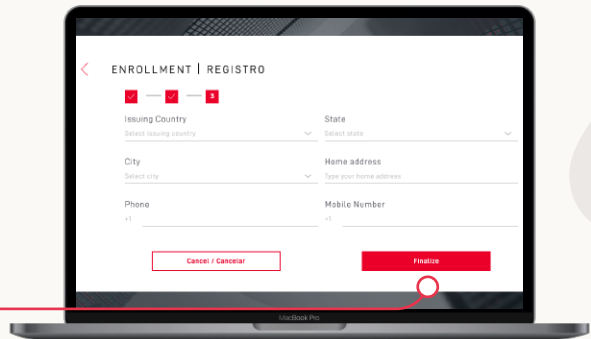 ENROLLMENT | REGISTRO
3
Issuing Country State
Select issuing country Select state
City Home address
Select city Type your home address
Phone Mobile Number
+1 +1
Cancel / Cancelar Finalize
MacBook Pro